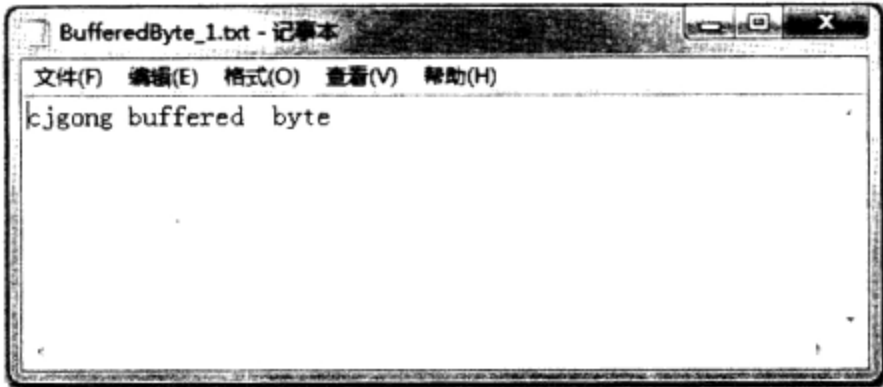 BufferedByte_1.txt - 记事本
文件(F) 编辑(E) 格式(O) 查看(V) 帮助(H)
cjgong buffered  byte